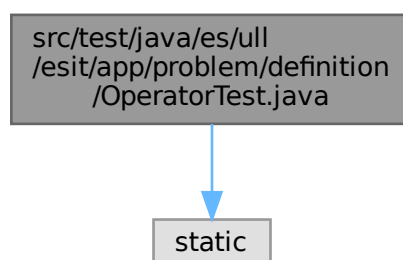 src/test/java/es/ull
/esit/app/problem/definition
/OperatorTest.java
static